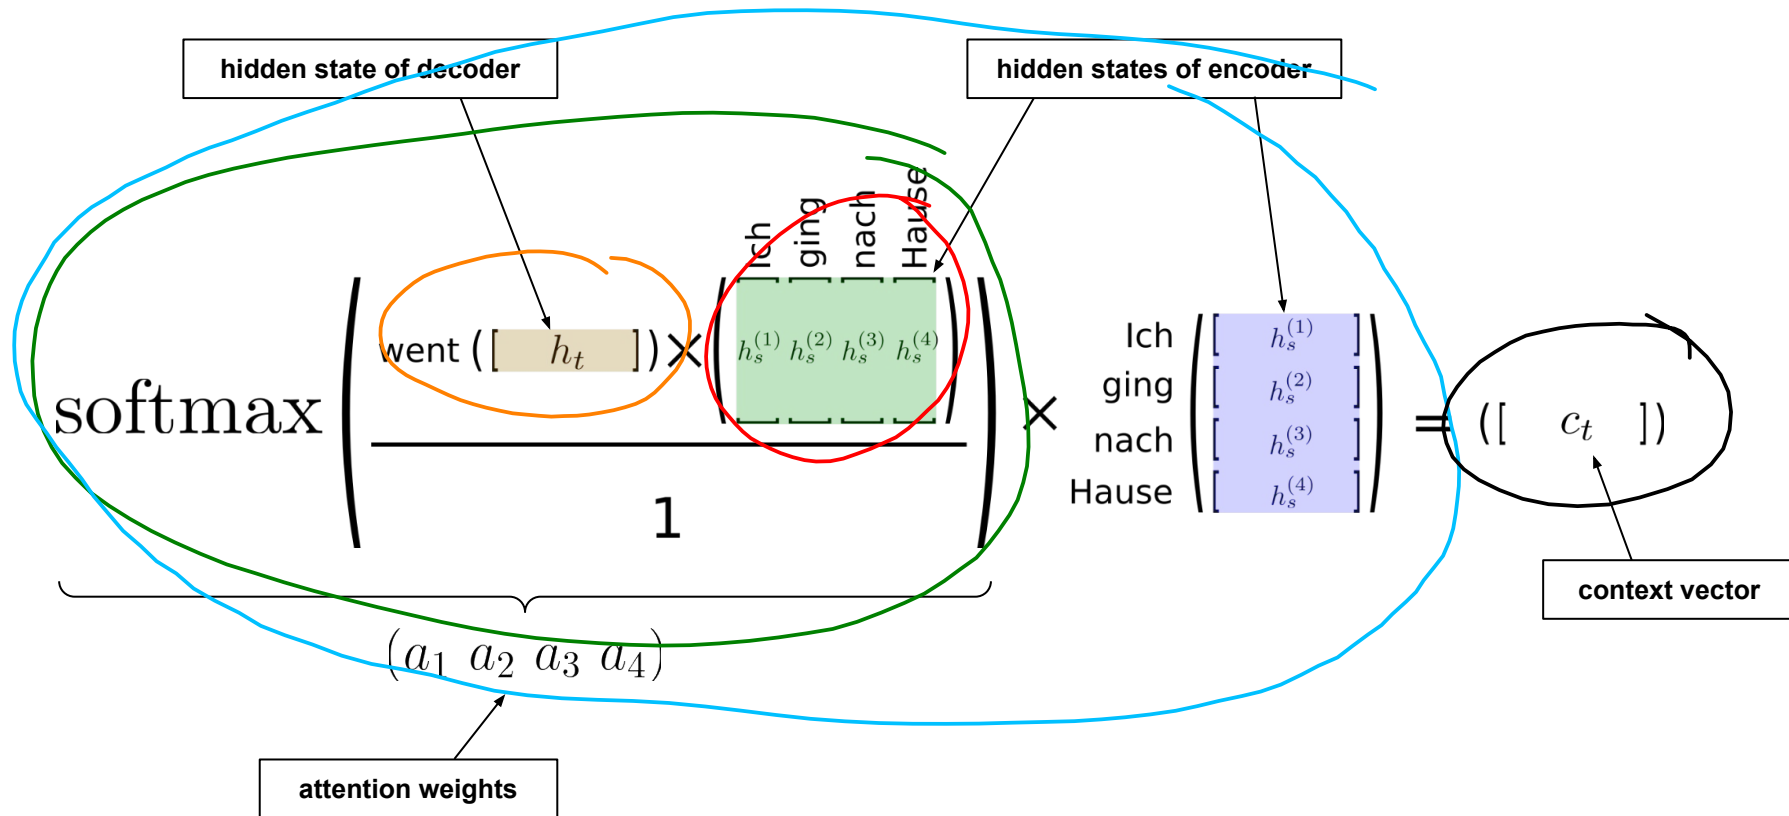 hidden state of decoder
hidden states of encoder
Ich ging nach Hause
went ([ h_t ]) × ( h_s^{(1)} h_s^{(2)} h_s^{(3)} h_s^{(4)} )
softmax
1
×
Ich [ h_s^{(1)} ]
ging [ h_s^{(2)} ]
nach [ h_s^{(3)} ]
Hause [ h_s^{(4)} ]
= ([ c_t ])
context vector
(a_1 a_2 a_3 a_4)
attention weights